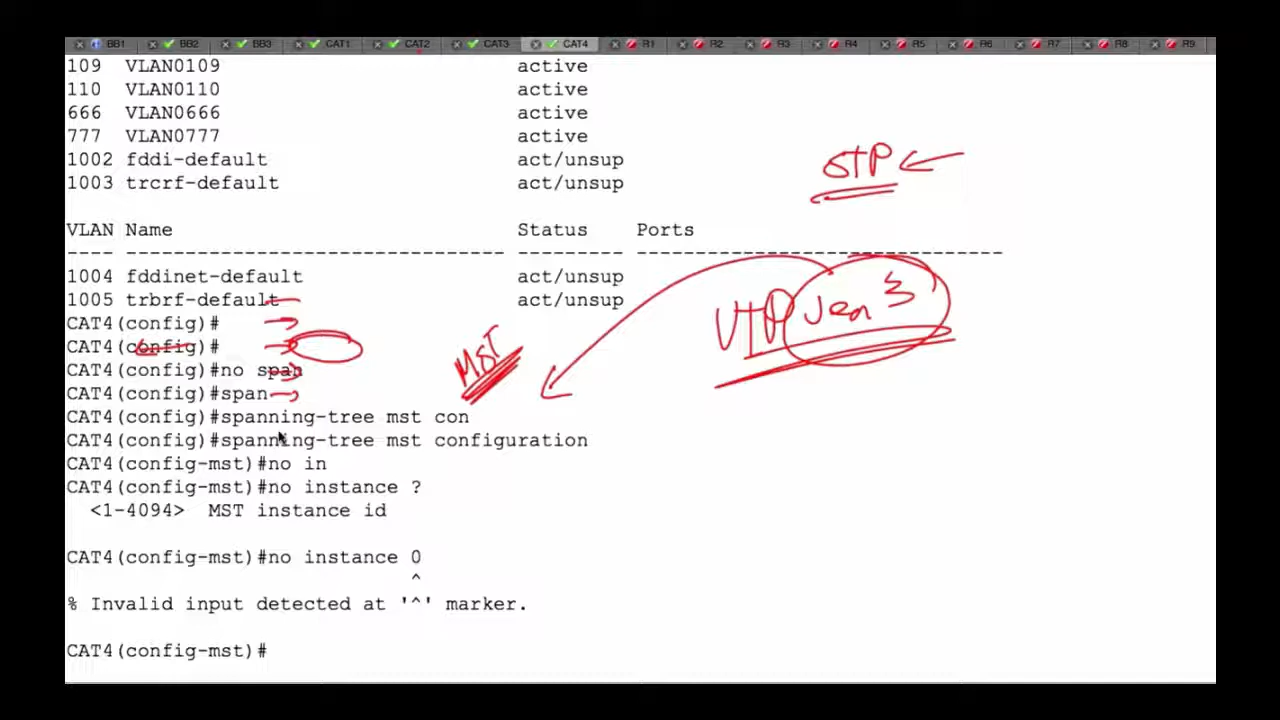 BB1 BB2 BB3 CAT1 CAT2 CAT3 CAT4 R1 R2 R3 R4 R5 R6 R7 R8 R9
109 VLAN0109 active
110 VLAN0110 active
666 VLAN0666 active
777 VLAN0777 active
1002 fddi-default act/unsup
1003 trcrf-default act/unsup
STP
VLAN Name Status Ports
---- -------------------------------- --------- -------------------------------
1004 fddinet-default act/unsup
1005 trbrf-default act/unsup
VTP ver 3
CAT4(config)#
CAT4(config)#
MST
CAT4(config)#no span
CAT4(config)#span
CAT4(config)#spanning-tree mst con
CAT4(config)#spanning-tree mst configuration
CAT4(config-mst)#no in
CAT4(config-mst)#no instance ?
<1-4094> MST instance id
CAT4(config-mst)#no instance 0
^
% Invalid input detected at '^' marker.
CAT4(config-mst)#